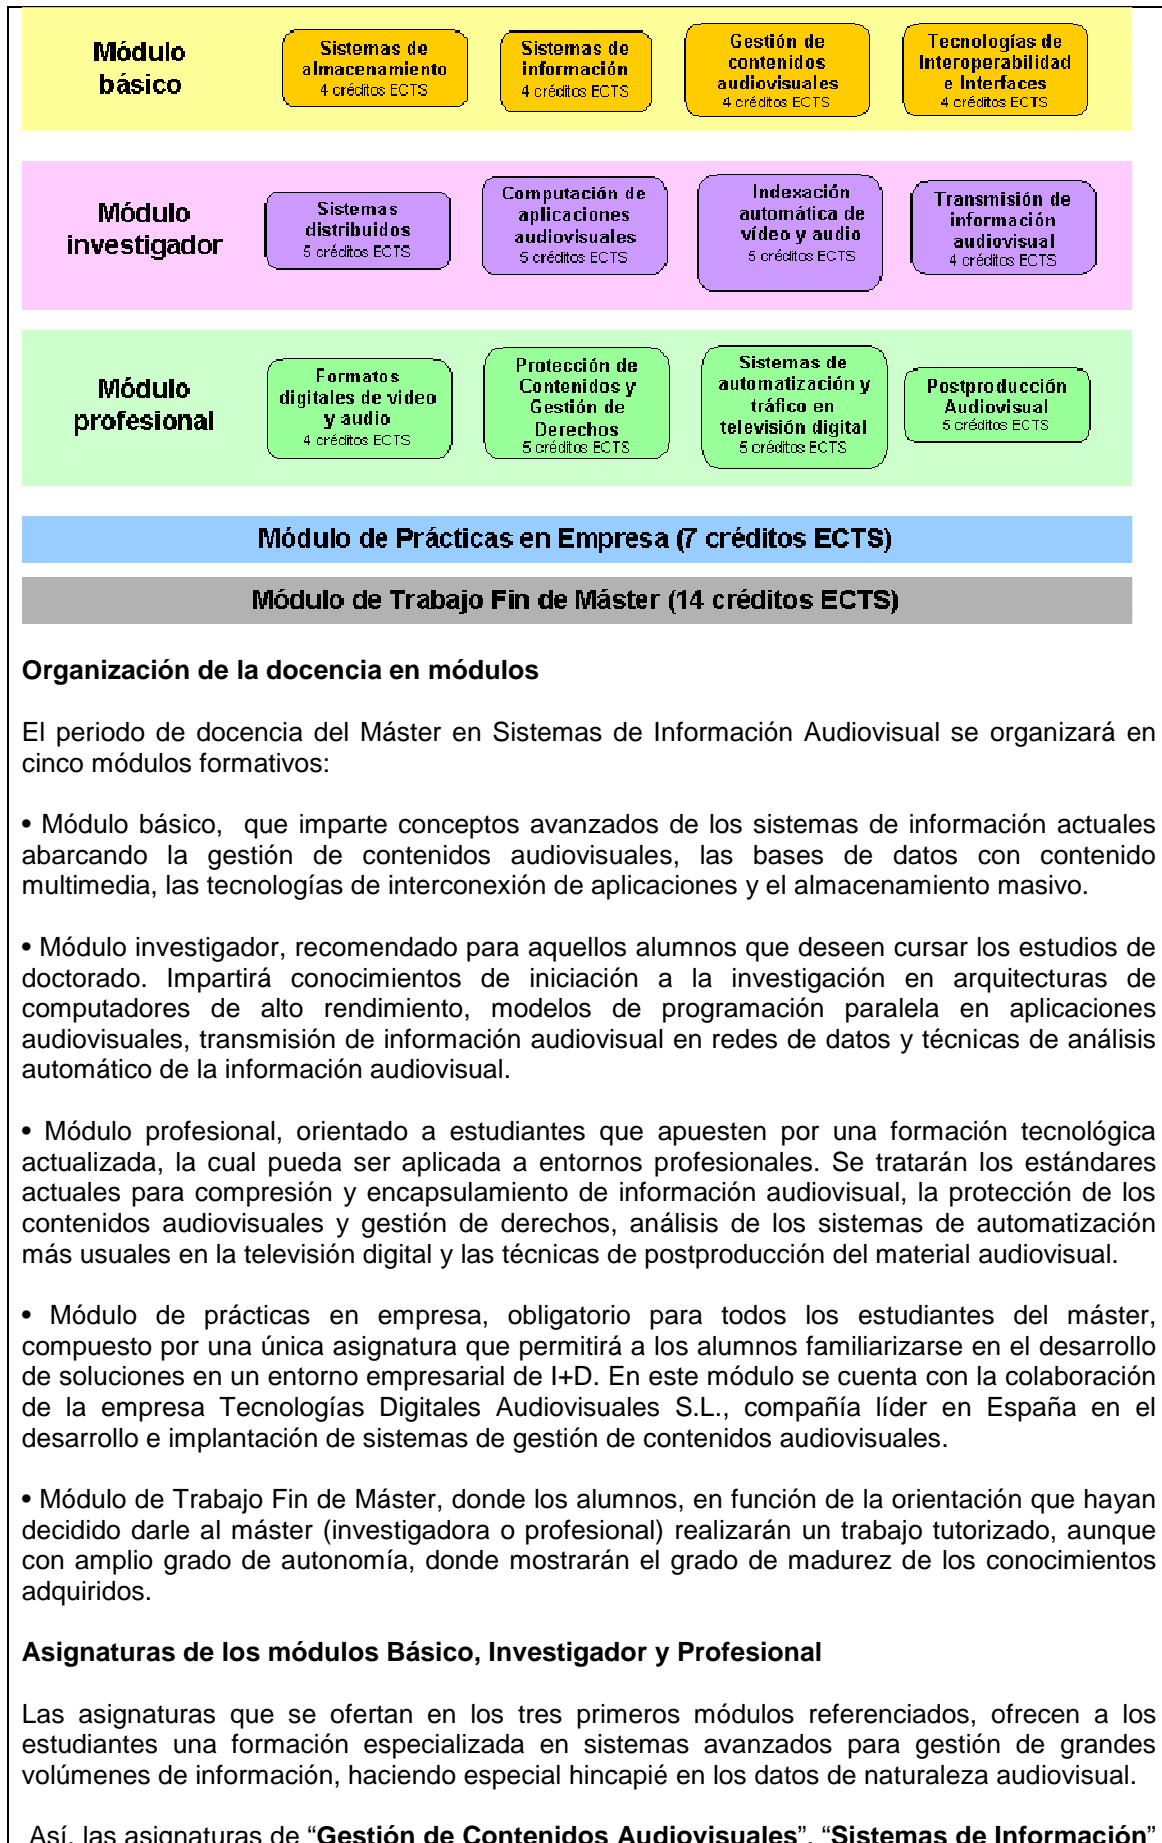 Módulo
básico
Sistemas de
almacenamiento
4 créditos ECTS
Sistemas de
información
4 créditos ECTS
Gestión de
contenidos
audiovisuales
4 créditos ECTS
Tecnologías de
Interoperabilidad
e Interfaces
4 créditos ECTS
Módulo
investigador
Sistemas
distribuidos
5 créditos ECTS
Computación de
aplicaciones
audiovisuales
5 créditos ECTS
Indexación
automática de
vídeo y audio
5 créditos ECTS
Transmisión de
información
audiovisual
4 créditos ECTS
Módulo
profesional
Formatos
digitales de video
y audio
4 créditos ECTS
Protección de
Contenidos y
Gestión de
Derechos
5 créditos ECTS
Sistemas de
automatización y
tráfico en
televisión digital
5 créditos ECTS
Postproducción
Audiovisual
5 créditos ECTS
Módulo de Prácticas en Empresa (7 créditos ECTS)
Módulo de Trabajo Fin de Máster (14 créditos ECTS)
Organización de la docencia en módulos
El periodo de docencia del Máster en Sistemas de Información Audiovisual se organizará en
cinco módulos formativos:
• Módulo básico, que imparte conceptos avanzados de los sistemas de información actuales
abarcando la gestión de contenidos audiovisuales, las bases de datos con contenido
multimedia, las tecnologías de interconexión de aplicaciones y el almacenamiento masivo.
• Módulo investigador, recomendado para aquellos alumnos que deseen cursar los estudios de
doctorado. Impartirá conocimientos de iniciación a la investigación en arquitecturas de
computadores de alto rendimiento, modelos de programación paralela en aplicaciones
audiovisuales, transmisión de información audiovisual en redes de datos y técnicas de análisis
automático de la información audiovisual.
• Módulo profesional, orientado a estudiantes que apuesten por una formación tecnológica
actualizada, la cual pueda ser aplicada a entornos profesionales. Se tratarán los estándares
actuales para compresión y encapsulamiento de información audiovisual, la protección de los
contenidos audiovisuales y gestión de derechos, análisis de los sistemas de automatización
más usuales en la televisión digital y las técnicas de postproducción del material audiovisual.
• Módulo de prácticas en empresa, obligatorio para todos los estudiantes del máster,
compuesto por una única asignatura que permitirá a los alumnos familiarizarse en el desarrollo
de soluciones en un entorno empresarial de I+D. En este módulo se cuenta con la colaboración
de la empresa Tecnologías Digitales Audiovisuales S.L., compañía líder en España en el
desarrollo e implantación de sistemas de gestión de contenidos audiovisuales.
• Módulo de Trabajo Fin de Máster, donde los alumnos, en función de la orientación que hayan
decidido darle al máster (investigadora o profesional) realizarán un trabajo tutorizado, aunque
con amplio grado de autonomía, donde mostrarán el grado de madurez de los conocimientos
adquiridos.
Asignaturas de los módulos Básico, Investigador y Profesional
Las asignaturas que se ofertan en los tres primeros módulos referenciados, ofrecen a los
estudiantes una formación especializada en sistemas avanzados para gestión de grandes
volúmenes de información, haciendo especial hincapié en los datos de naturaleza audiovisual.
Así, las asignaturas de “Gestión de Contenidos Audiovisuales”, “Sistemas de Información”